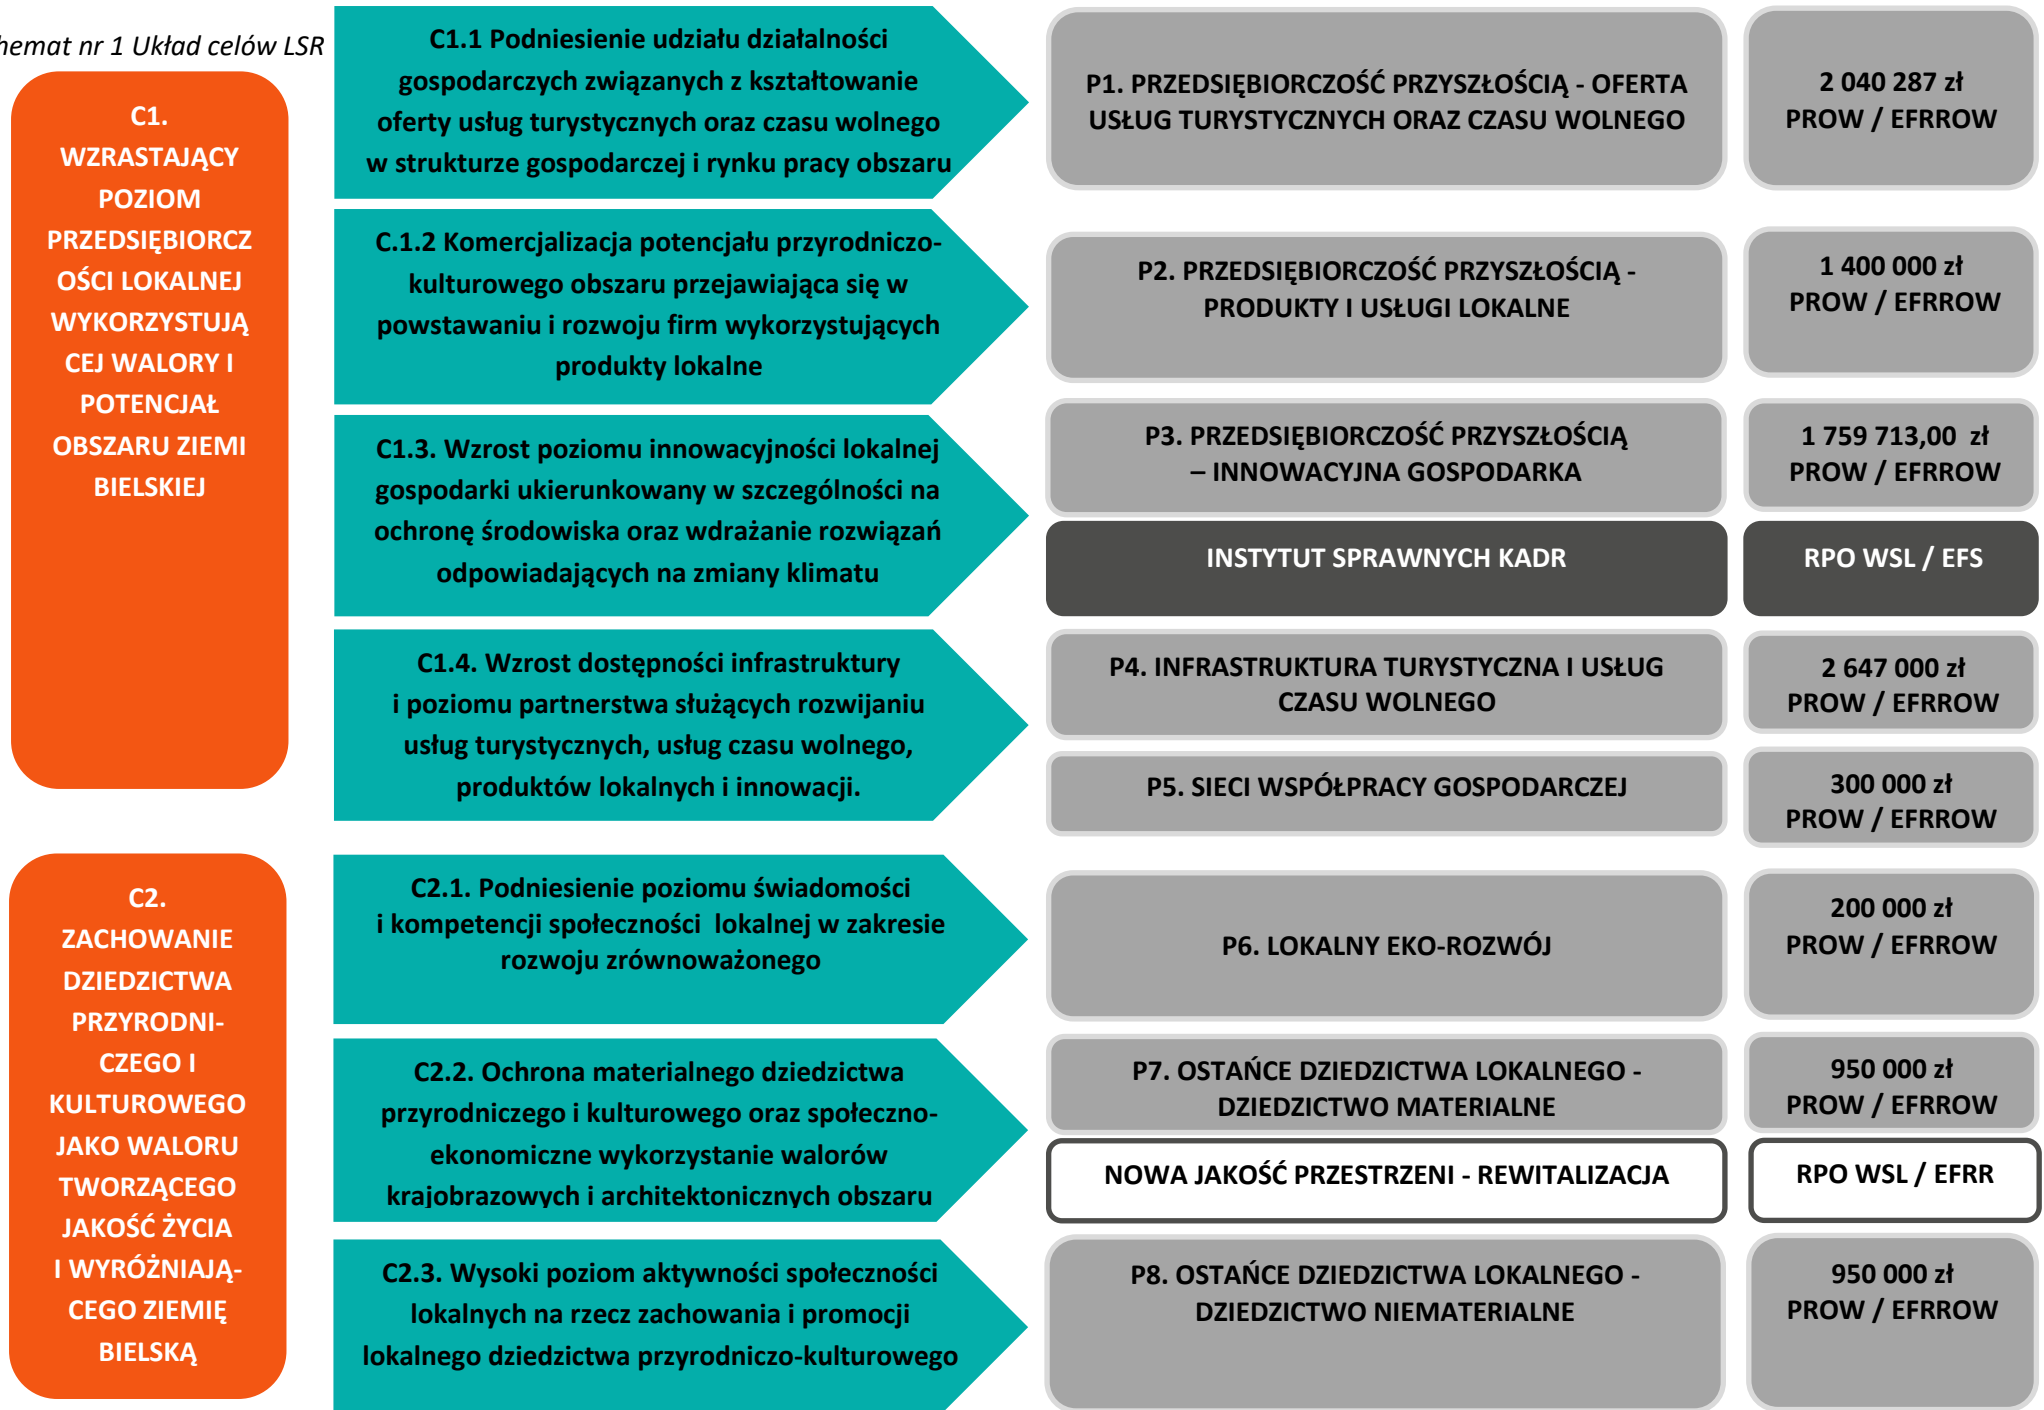 hemat nr 1 Układ celów LSR
C1.
WZRASTAJĄCY
POZIOM
PRZEDSIĘBIORCZ
OŚCI LOKALNEJ
WYKORZYSTUJĄ
CEJ WALORY I
POTENCJAŁ
OBSZARU ZIEMI
BIELSKIEJ
C1.1 Podniesienie udziału działalności
gospodarczych związanych z kształtowanie
oferty usług turystycznych oraz czasu wolnego
w strukturze gospodarczej i rynku pracy obszaru
P1. PRZEDSIĘBIORCZOŚĆ PRZYSZŁOŚCIĄ - OFERTA
USŁUG TURYSTYCZNYCH ORAZ CZASU WOLNEGO
2 040 287 zł
PROW / EFRROW
C.1.2 Komercjalizacja potencjału przyrodniczo-
kulturowego obszaru przejawiająca się w
powstawaniu i rozwoju firm wykorzystujących
produkty lokalne
P2. PRZEDSIĘBIORCZOŚĆ PRZYSZŁOŚCIĄ -
PRODUKTY I USŁUGI LOKALNE
1 400 000 zł
PROW / EFRROW
C1.3. Wzrost poziomu innowacyjności lokalnej
gospodarki ukierunkowany w szczególności na
ochronę środowiska oraz wdrażanie rozwiązań
odpowiadających na zmiany klimatu
P3. PRZEDSIĘBIORCZOŚĆ PRZYSZŁOŚCIĄ
– INNOWACYJNA GOSPODARKA
1 759 713,00 zł
PROW / EFRROW
INSTYTUT SPRAWNYCH KADR
RPO WSL / EFS
C1.4. Wzrost dostępności infrastruktury
i poziomu partnerstwa służących rozwijaniu
usług turystycznych, usług czasu wolnego,
produktów lokalnych i innowacji.
P4. INFRASTRUKTURA TURYSTYCZNA I USŁUG
CZASU WOLNEGO
2 647 000 zł
PROW / EFRROW
P5. SIECI WSPÓŁPRACY GOSPODARCZEJ
300 000 zł
PROW / EFRROW
C2.
ZACHOWANIE
DZIEDZICTWA
PRZYRODNI-
CZEGO I
KULTUROWEGO
JAKO WALORU
TWORZĄCEGO
JAKOŚĆ ŻYCIA
I WYRÓŻNIAJĄ-
CEGO ZIEMIĘ
BIELSKĄ
C2.1. Podniesienie poziomu świadomości
i kompetencji społeczności lokalnej w zakresie
rozwoju zrównoważonego
P6. LOKALNY EKO-ROZWÓJ
200 000 zł
PROW / EFRROW
C2.2. Ochrona materialnego dziedzictwa
przyrodniczego i kulturowego oraz społeczno-
ekonomiczne wykorzystanie walorów
krajobrazowych i architektonicznych obszaru
P7. OSTAŃCE DZIEDZICTWA LOKALNEGO -
DZIEDZICTWO MATERIALNE
950 000 zł
PROW / EFRROW
NOWA JAKOŚĆ PRZESTRZENI - REWITALIZACJA
RPO WSL / EFRR
C2.3. Wysoki poziom aktywności społeczności
lokalnych na rzecz zachowania i promocji
lokalnego dziedzictwa przyrodniczo-kulturowego
P8. OSTAŃCE DZIEDZICTWA LOKALNEGO -
DZIEDZICTWO NIEMATERIALNE
950 000 zł
PROW / EFRROW